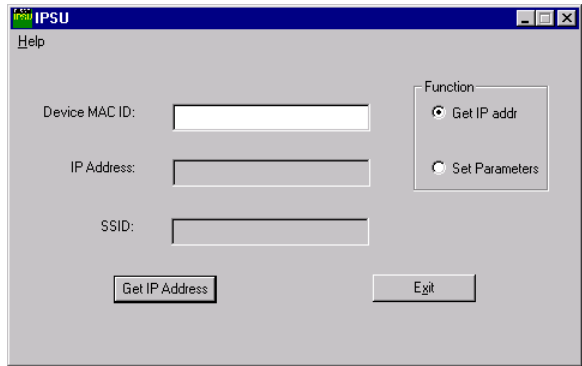 IPSU
Help
Function
Device MAC ID:
Get IP addr
IP Address:
Set Parameters
SSID:
Get IP Address
Exit